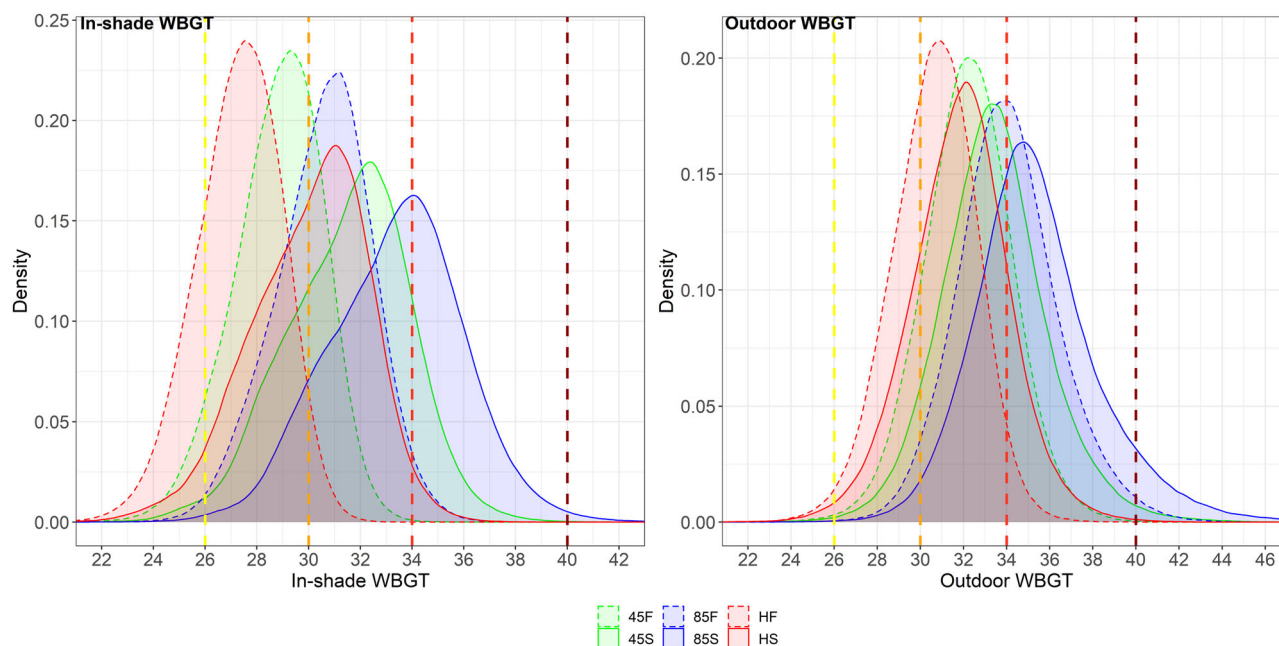 In-shade WBGT
0.25
0.20
0.15
0.10
0.05
0.00
Density
22 24 26 28 30 32 34 36 38 40 42
In-shade WBGT
Outdoor WBGT
0.20
0.15
0.10
0.05
0.00
Density
22 24 26 28 30 32 34 36 38 40 42 44 46
Outdoor WBGT
45F 85F HF
45S 85S HS